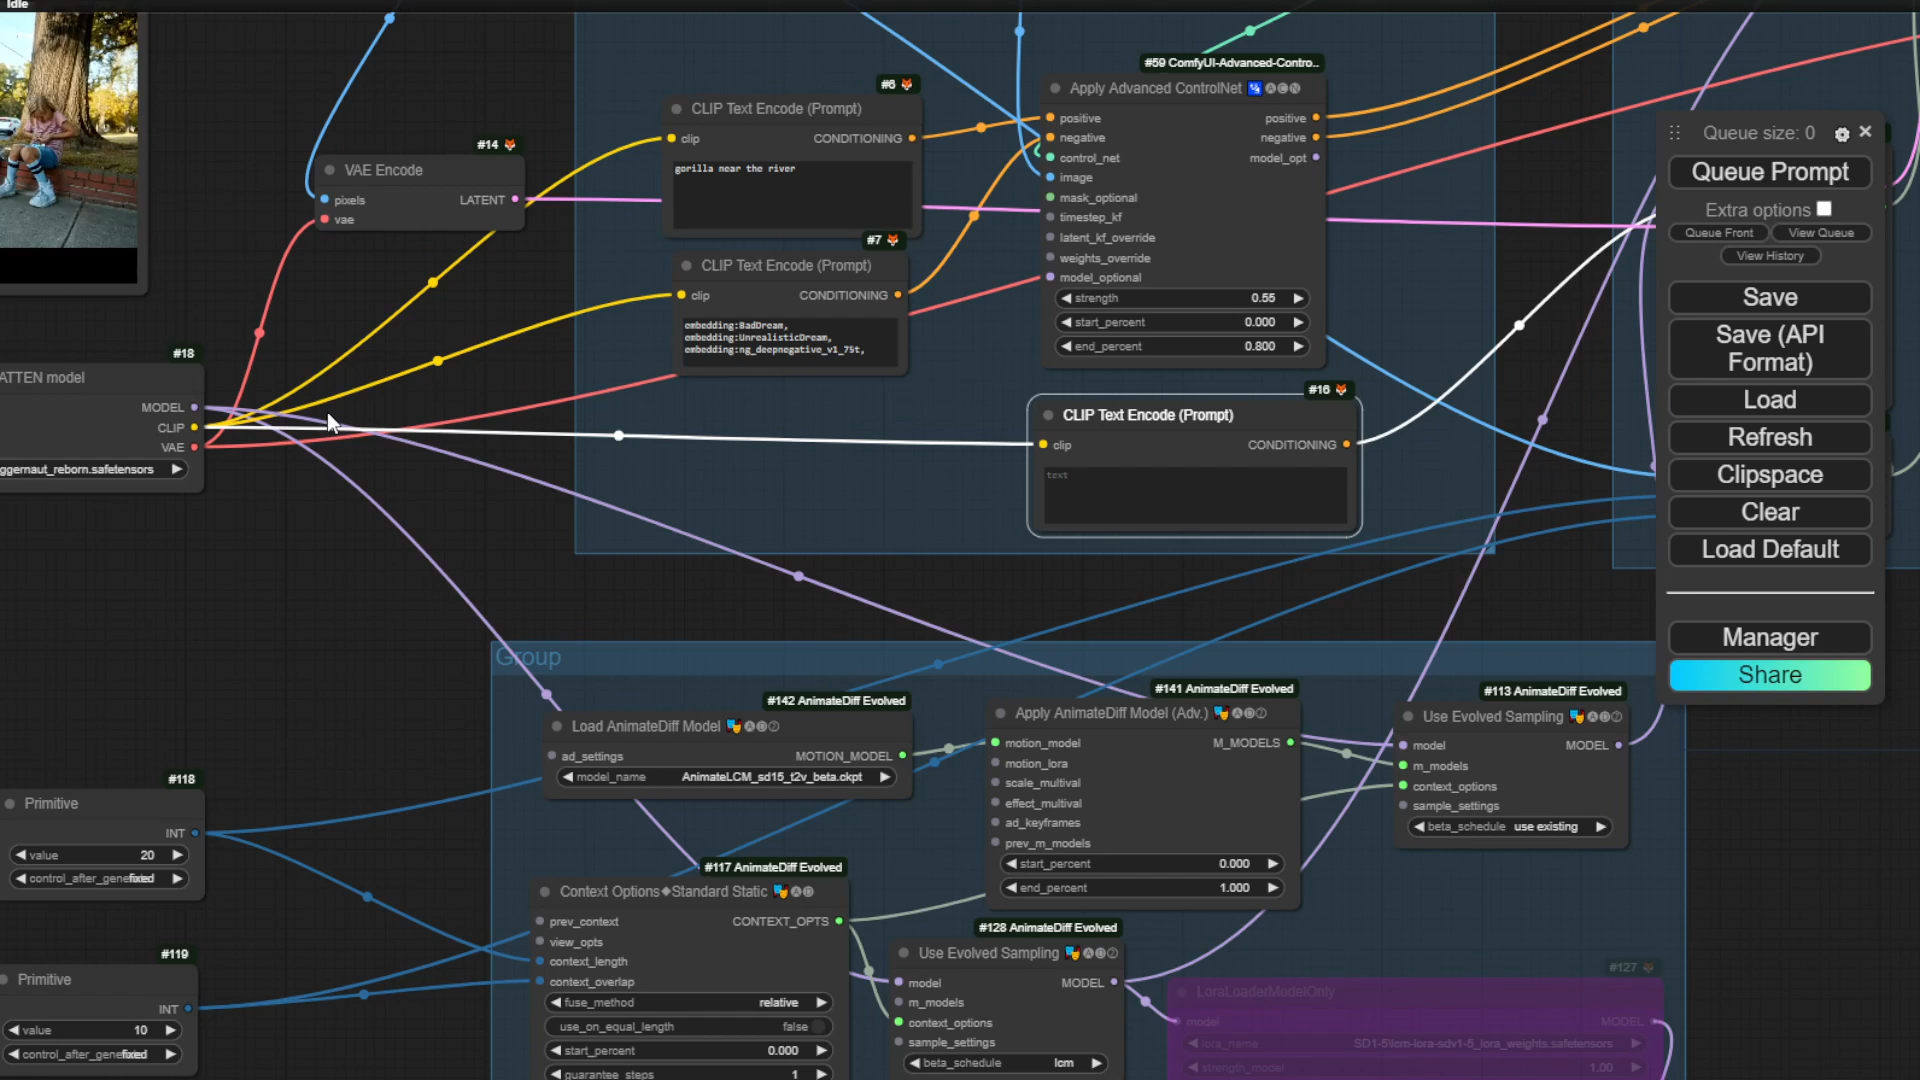 Idle
#14
VAE Encode
pixels
LATENT
vae
#18
ATTEN model
MODEL
CLIP
VAE
ggernaut_reborn.safetensors
#6
CLIP Text Encode (Prompt)
clip
CONDITIONING
gorilla near the river
#7
CLIP Text Encode (Prompt)
clip
CONDITIONING
embedding:BadDream,
embedding:UnrealisticDream,
embedding:ng_deepnegative_v1_75t,
#59 ComfyUI-Advanced-Contro..
Apply Advanced ControlNet
positive
positive
negative
negative
control_net
model_opt
image
mask_optional
timestep_kf
latent_kf_override
weights_override
model_optional
strength 0.55
start_percent 0.000
end_percent 0.800
#16
CLIP Text Encode (Prompt)
clip
CONDITIONING
text
Queue size: 0
Queue Prompt
Extra options
Queue Front
View Queue
View History
Save
Save (API
Format)
Load
Refresh
Clipspace
Clear
Load Default
Manager
Share
#118
Primitive
INT
value 20
control_after_gene fixed
#119
Primitive
INT
value 10
control_after_gene fixed
Group
#142 AnimateDiff Evolved
Load AnimateDiff Model
ad_settings
MOTION_MODEL
model_name AnimateLCM_sd15_t2v_beta.ckpt
#141 AnimateDiff Evolved
Apply AnimateDiff Model (Adv.)
motion_model
M_MODELS
motion_lora
scale_multival
effect_multival
ad_keyframes
prev_m_models
start_percent 0.000
end_percent 1.000
#113 AnimateDiff Evolved
Use Evolved Sampling
model
MODEL
m_models
context_options
sample_settings
beta_schedule use existing
#117 AnimateDiff Evolved
Context Options◆Standard Static
prev_context
CONTEXT_OPTS
view_opts
context_length
context_overlap
fuse_method relative
use_on_equal_length false
start_percent 0.000
guarantee_steps 1
#128 AnimateDiff Evolved
Use Evolved Sampling
model
MODEL
m_models
context_options
sample_settings
beta_schedule lcm
#127
LoraLoaderModelOnly
model
MODEL
lora_name SD1-5\lcm-lora-sdv1-5_lora_weights.safetensors
strength_model 1.00